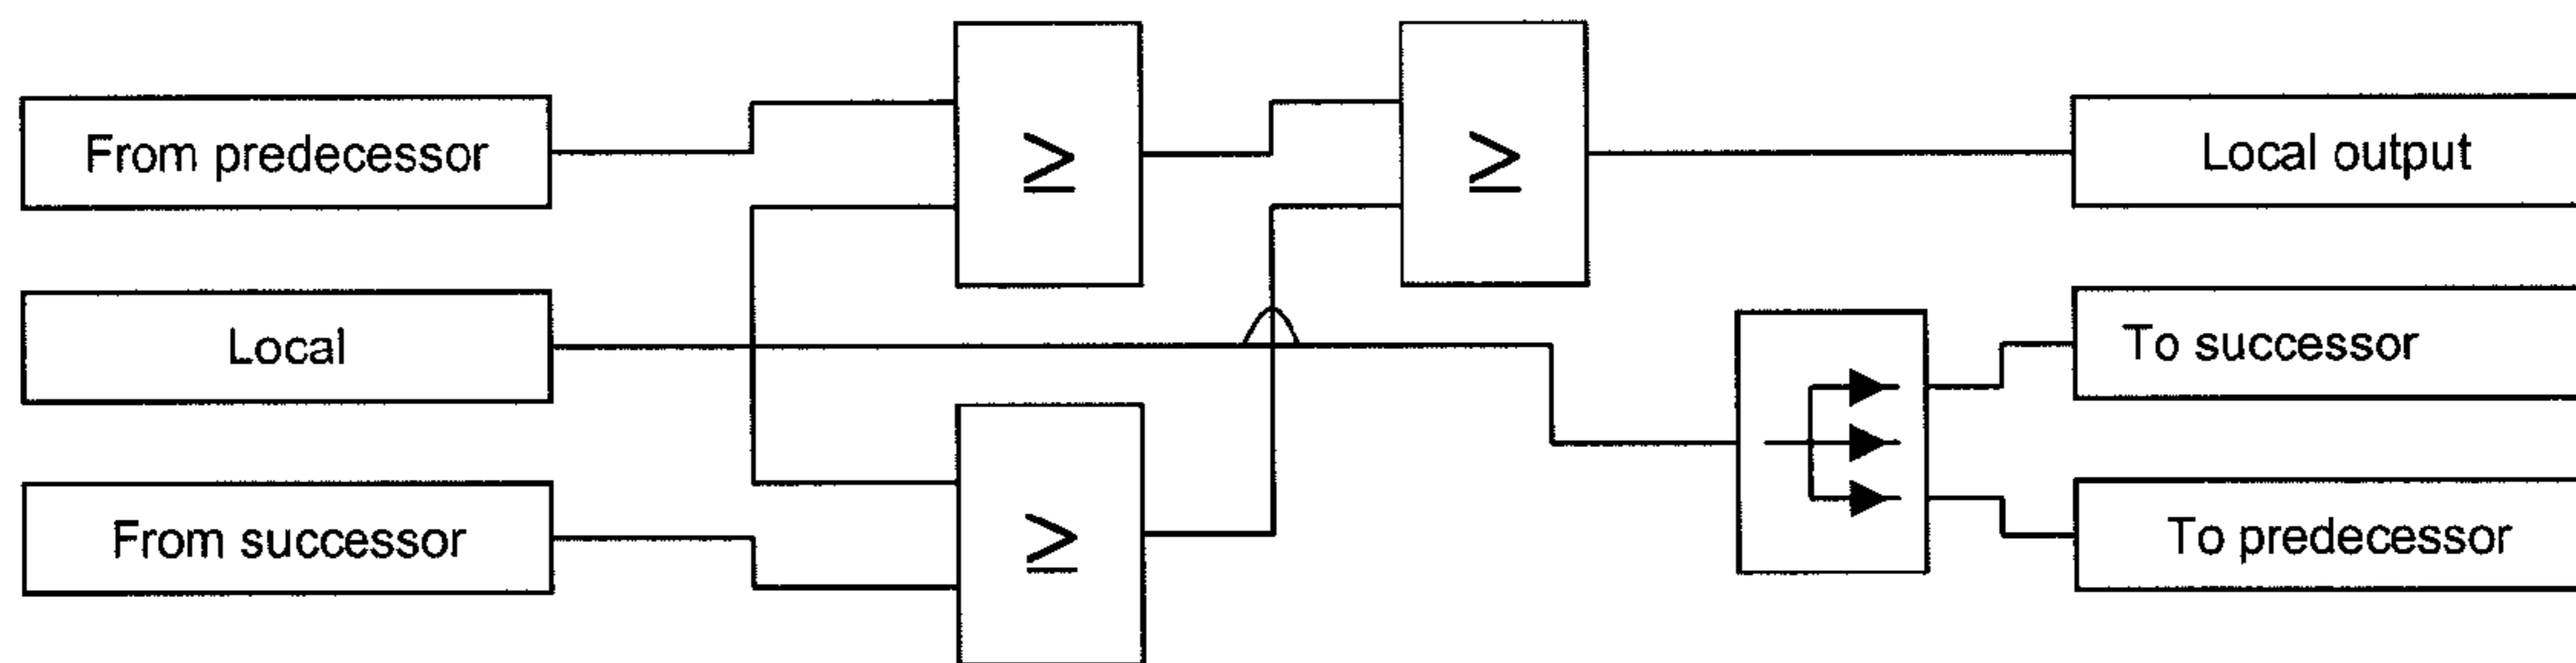 From predecessor
≥
≥
Local output
Local
To successor
From successor
≥
To predecessor